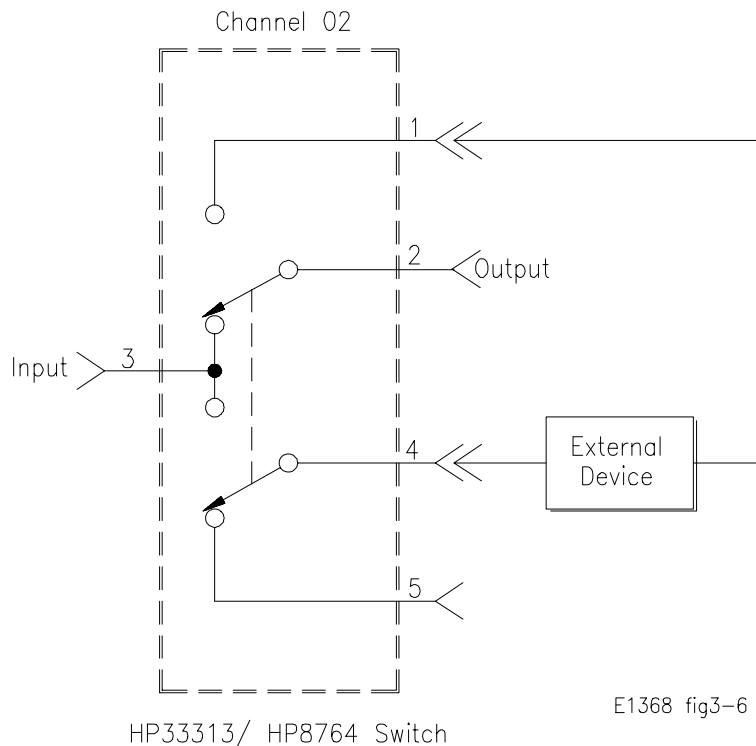 Channel 02
1
2
Output
Input
3
4
External
Device
5
E1368 fig3-6
HP33313/ HP8764 Switch